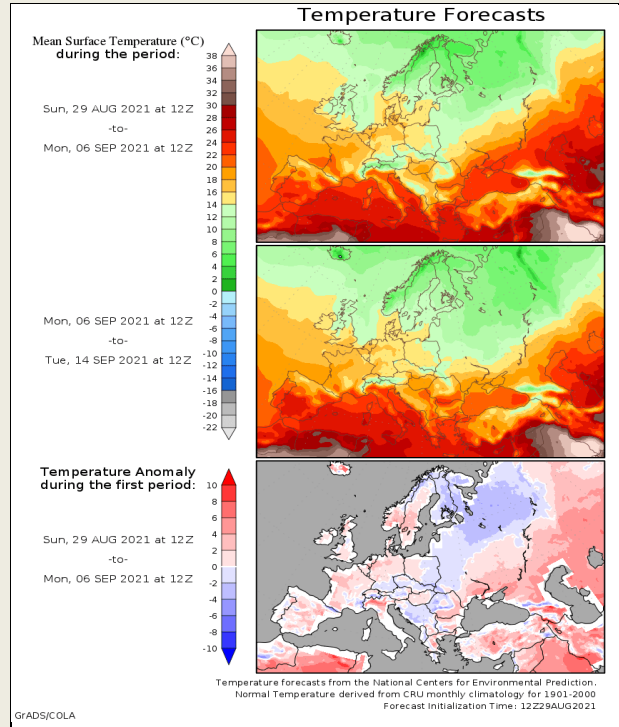 Temperature Forecasts
Mean Surface Temperature (°C)
during the period:
38
36
34
32
30
28
26
24
22
20
18
16
14
12
10
8
6
4
2
0
-2
-4
-6
-8
-10
-12
-14
-16
-18
-20
-22
Sun, 29 AUG 2021 at 12Z
-to-
Mon, 06 SEP 2021 at 12Z
Mon, 06 SEP 2021 at 12Z
-to-
Tue, 14 SEP 2021 at 12Z
Temperature Anomaly
during the first period:
10
8
6
4
2
0
-2
-4
-6
-8
-10
Sun, 29 AUG 2021 at 12Z
-to-
Mon, 06 SEP 2021 at 12Z
Temperature forecasts from the National Centers for Environmental Prediction.
Normal Temperature derived from CRU monthly climatology for 1901-2000
Forecast Initialization Time: 12Z29AUG2021
GrADS/COLA